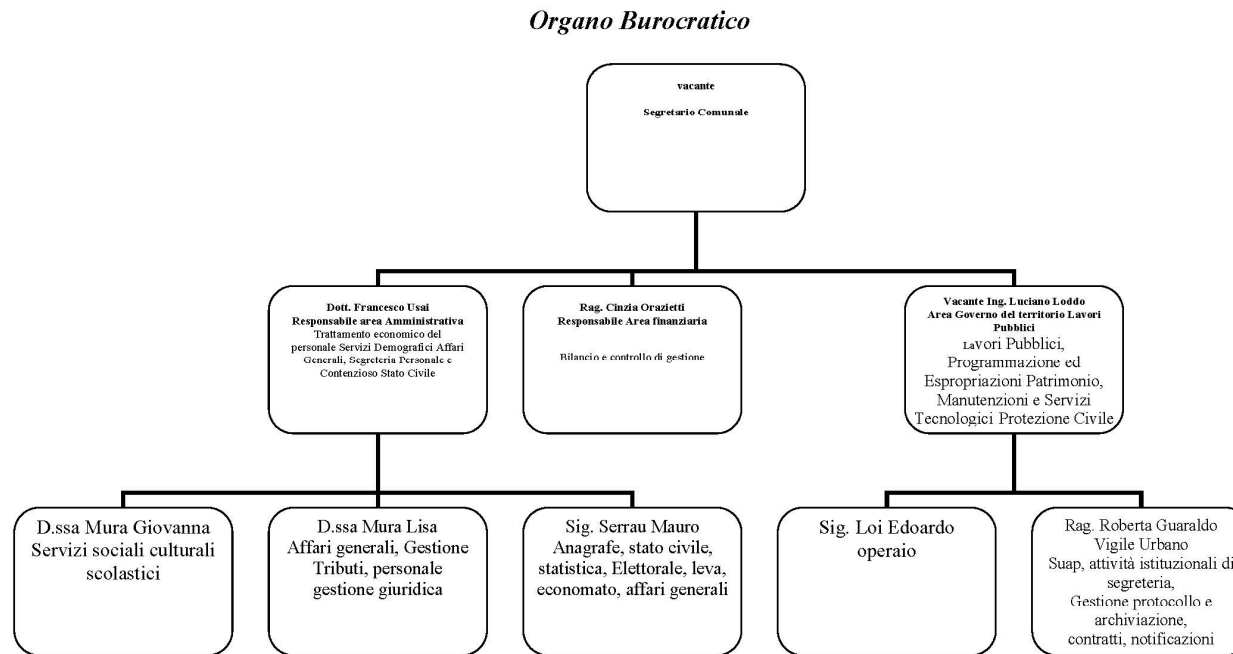 Organo Burocratico
vacante
Segretario Comunale
Dott. Francesco Usai
Responsabile area Amministrativa
Trattamento economico del
personale Servizi Demografici Affari
Generali, Segreteria Personale e
Contenzioso Stato Civile
Rag. Cinzia Orazietti
Responsabile Area finanziaria
Bilancio e controllo di gestione
Vacante Ing. Luciano Loddo
Area Governo del territorio Lavori
Pubblici
Lavori Pubblici,
Programmazione ed
Espropriazioni Patrimonio,
Manutenzioni e Servizi
Tecnologici Protezione Civile
D.ssa Mura Giovanna
Servizi sociali culturali
scolastici
D.ssa Mura Lisa
Affari generali, Gestione
Tributi, personale
gestione giuridica
Sig. Serrau Mauro
Anagrafe, stato civile,
statistica, Elettorale, leva,
economato, affari generali
Sig. Loi Edoardo
operaio
Rag. Roberta Guaraldo
Vigile Urbano
Suap, attività istituzionali di
segreteria,
Gestione protocollo e
archiviazione,
contratti, notificazioni